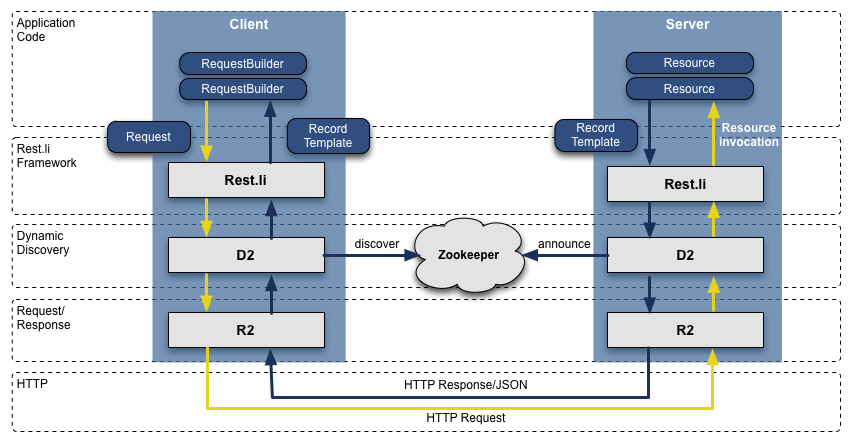 Application
Code
Client
Server
RequestBuilder
RequestBuilder
Resource
Resource
Request
Record
Template
Record
Template
Resource
invocation
Rest.li
Framework
Rest.li
Rest.li
Dynamic
Discovery
D2
discover
Zookeeper
announce
D2
Request/
Response
R2
R2
HTTP
HTTP Response/JSON
HTTP Request